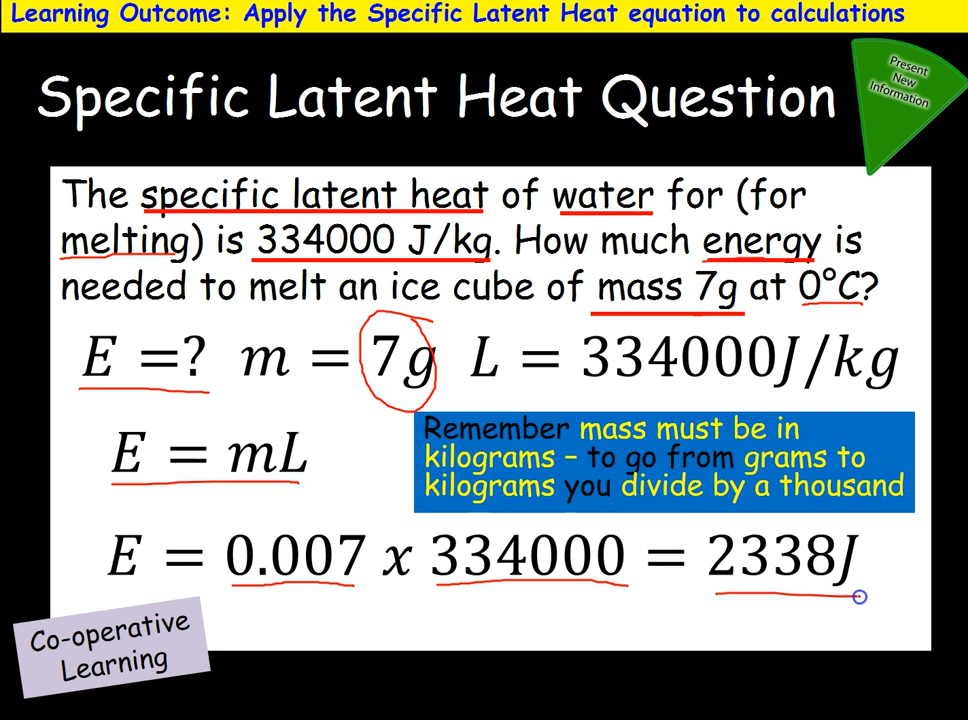 Learning Outcome: Apply the Specific Latent Heat equation to calculations
Specific Latent Heat Question
Present
New
Information
The specific latent heat of water for (for
melting) is 334000 J/kg. How much energy is
needed to melt an ice cube of mass 7g at 0°C?
E =? m = 7g L = 334000J/kg
E = mL
Remember mass must be in
kilograms – to go from grams to
kilograms you divide by a thousand
E = 0.007 x 334000 = 2338J
Co-operative
Learning